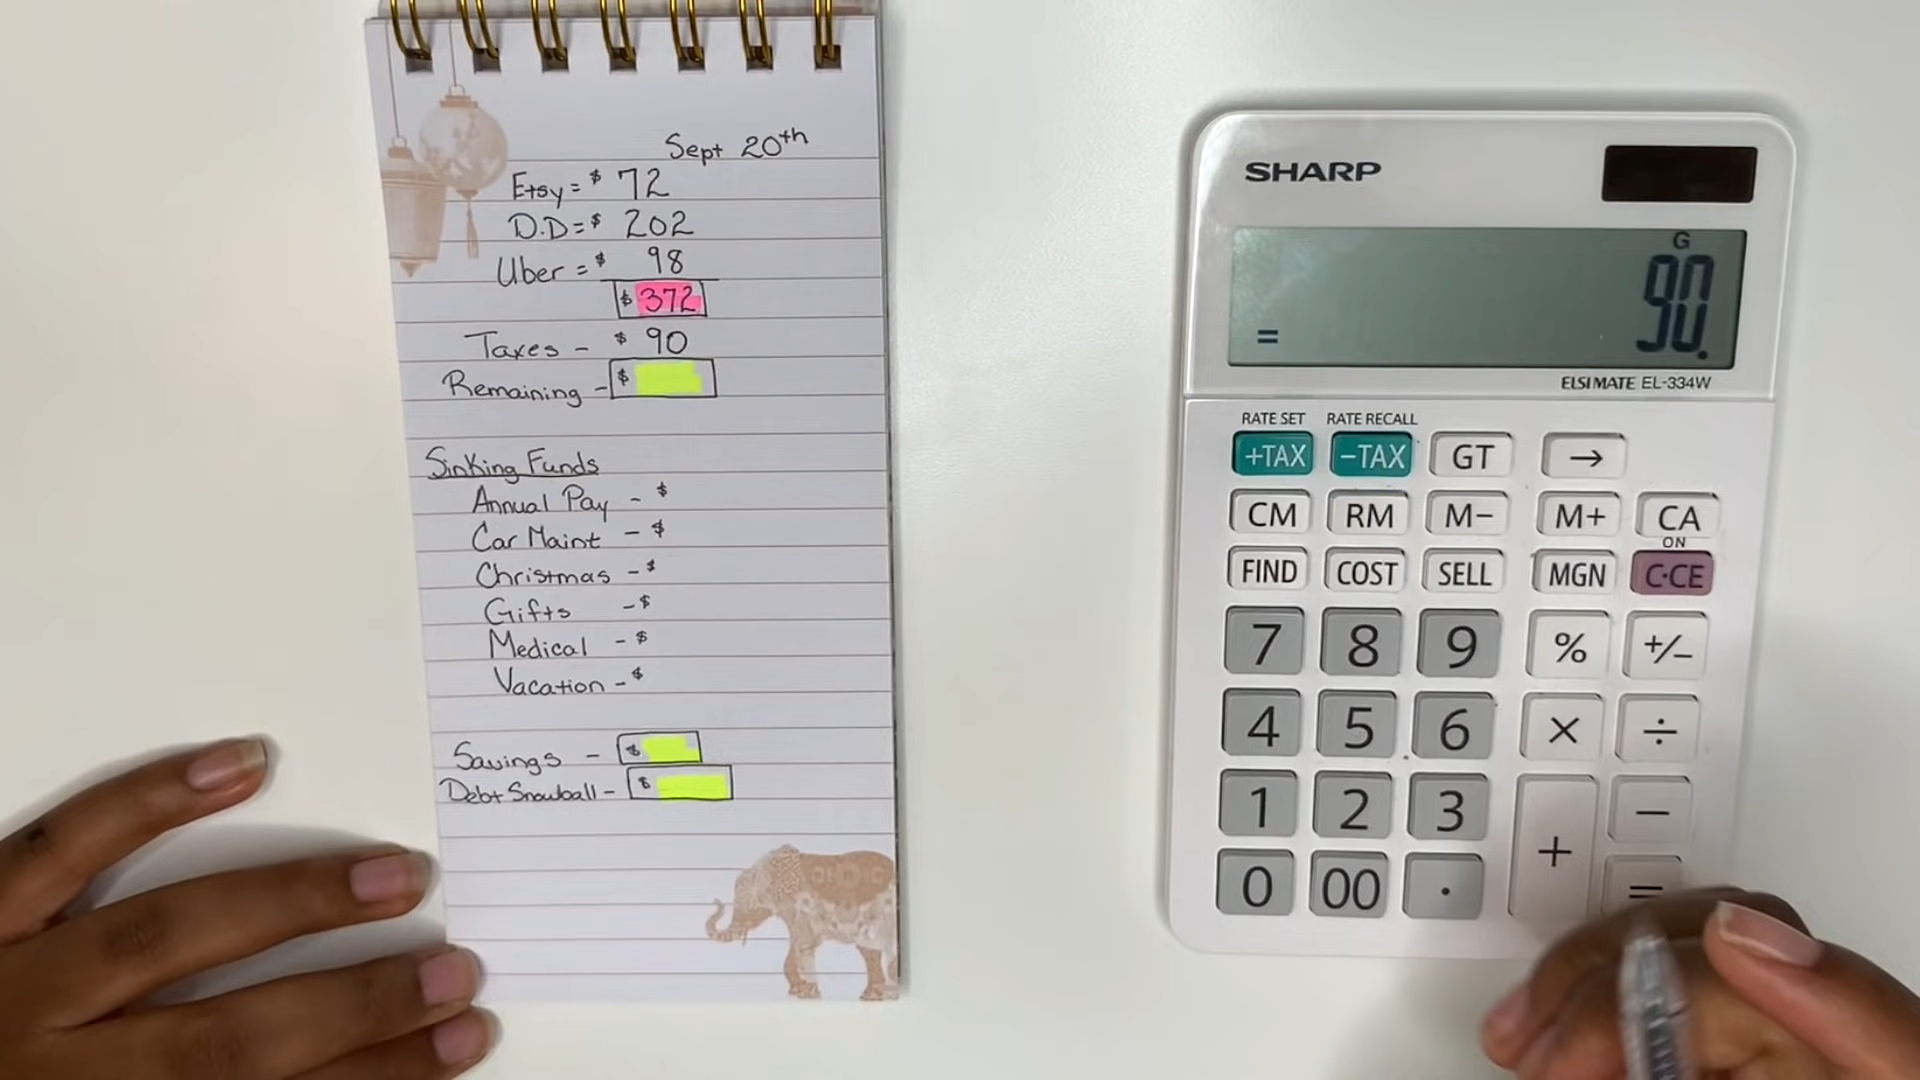 Sept 20th
Etsy = $ 72
D.D = $ 202
Uber = $ 98
$ 372
Taxes - $ 90
Remaining - $
Sinking Funds
Annual Pay - $
Car Maint - $
Christmas - $
Gifts - $
Medical - $
Vacation - $
Savings - $
Debt Snowball - $
SHARP
G
= 90.
ELSI MATE EL-334W
RATE SET RATE RECALL
+TAX −TAX GT →
CM RM M− M+ CA
ON
FIND COST SELL MGN C·CE
7 8 9 % +/−
4 5 6 × ÷
1 2 3 + −
0 00 · =